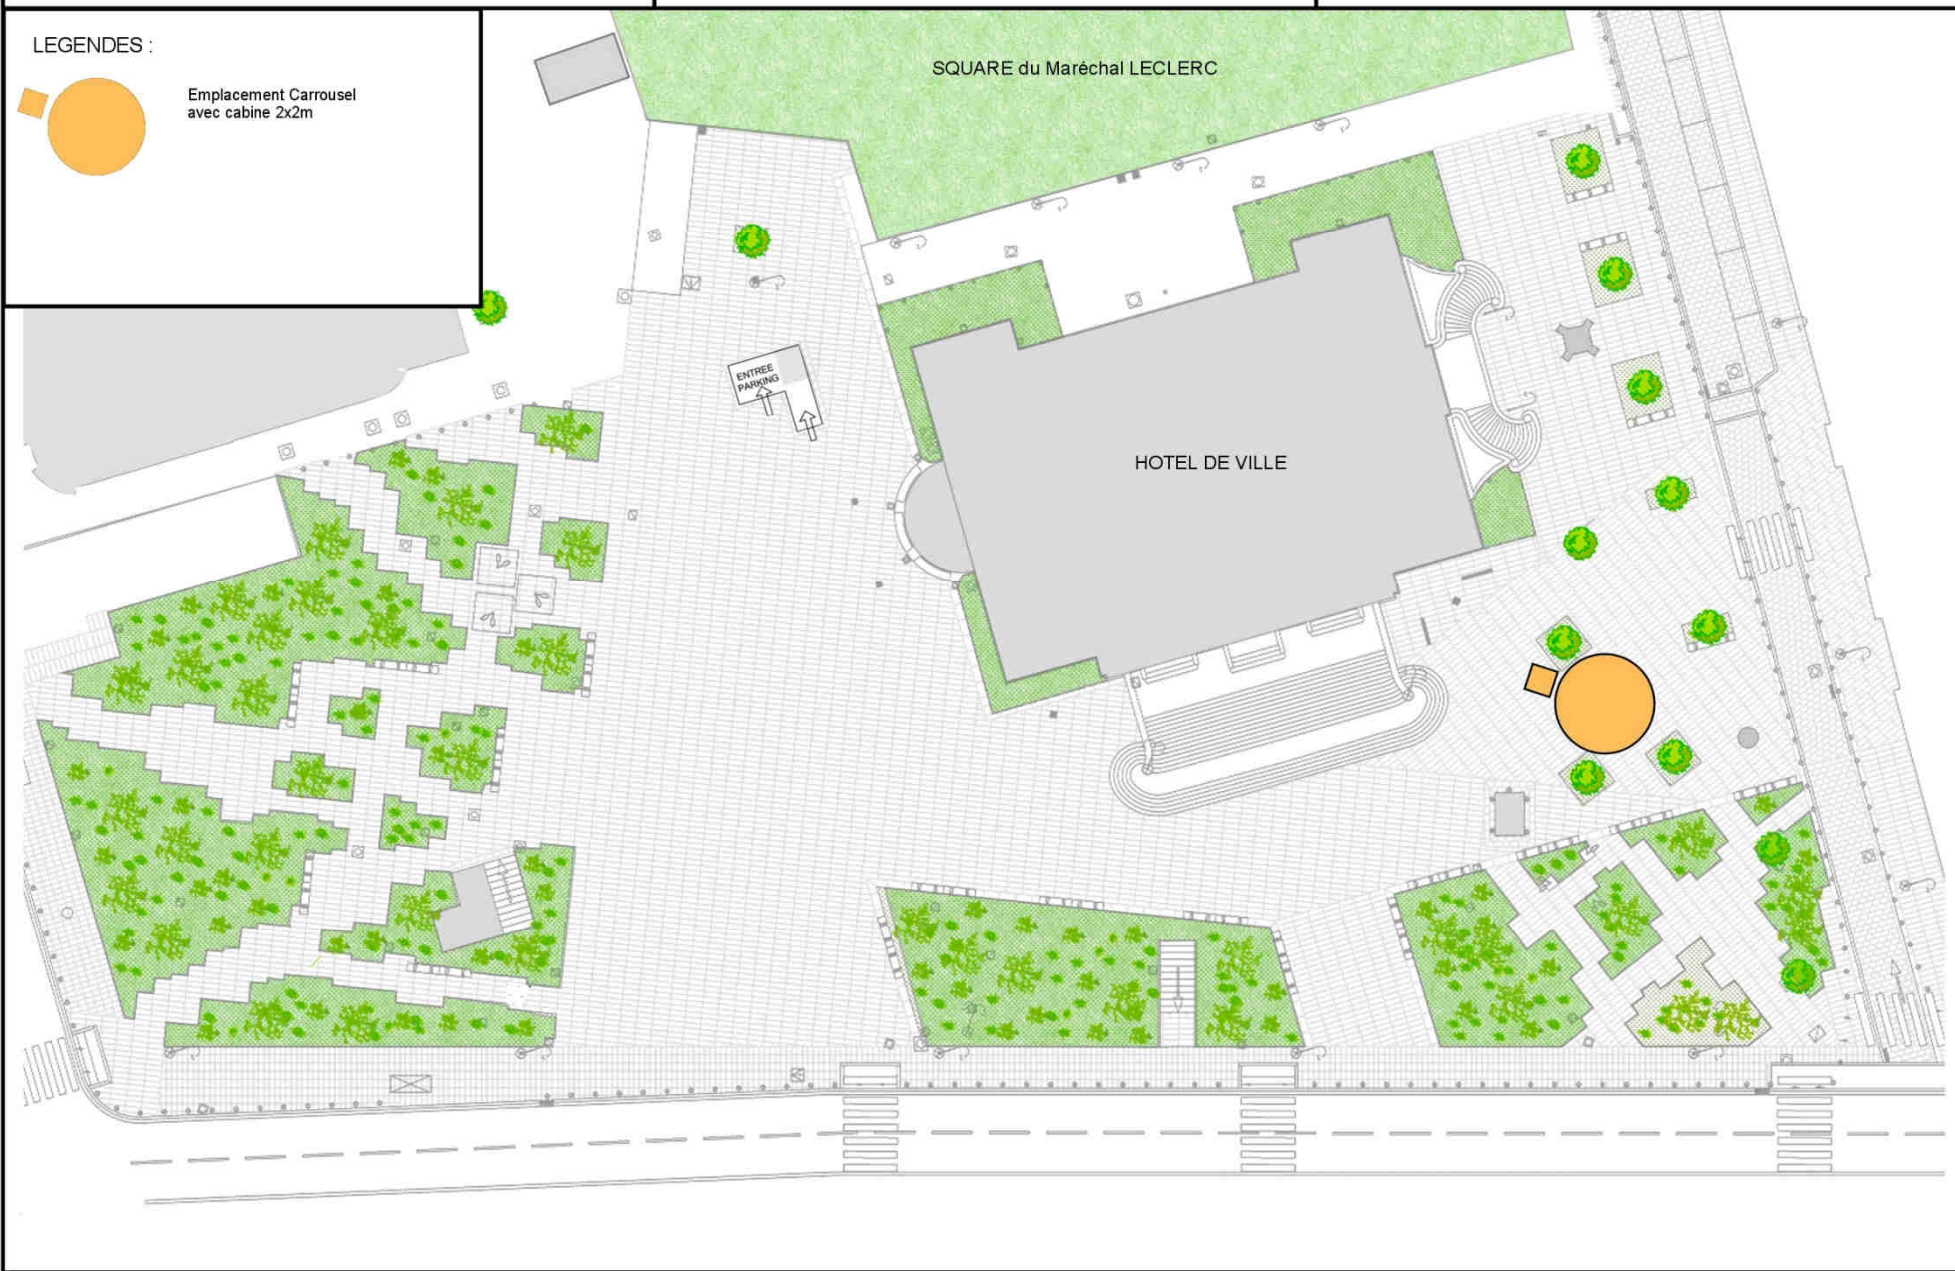 LEGENDES :
Emplacement Carrousel
avec cabine 2x2m
SQUARE du Maréchal LECLERC
ENTREE
PARKING
HOTEL DE VILLE